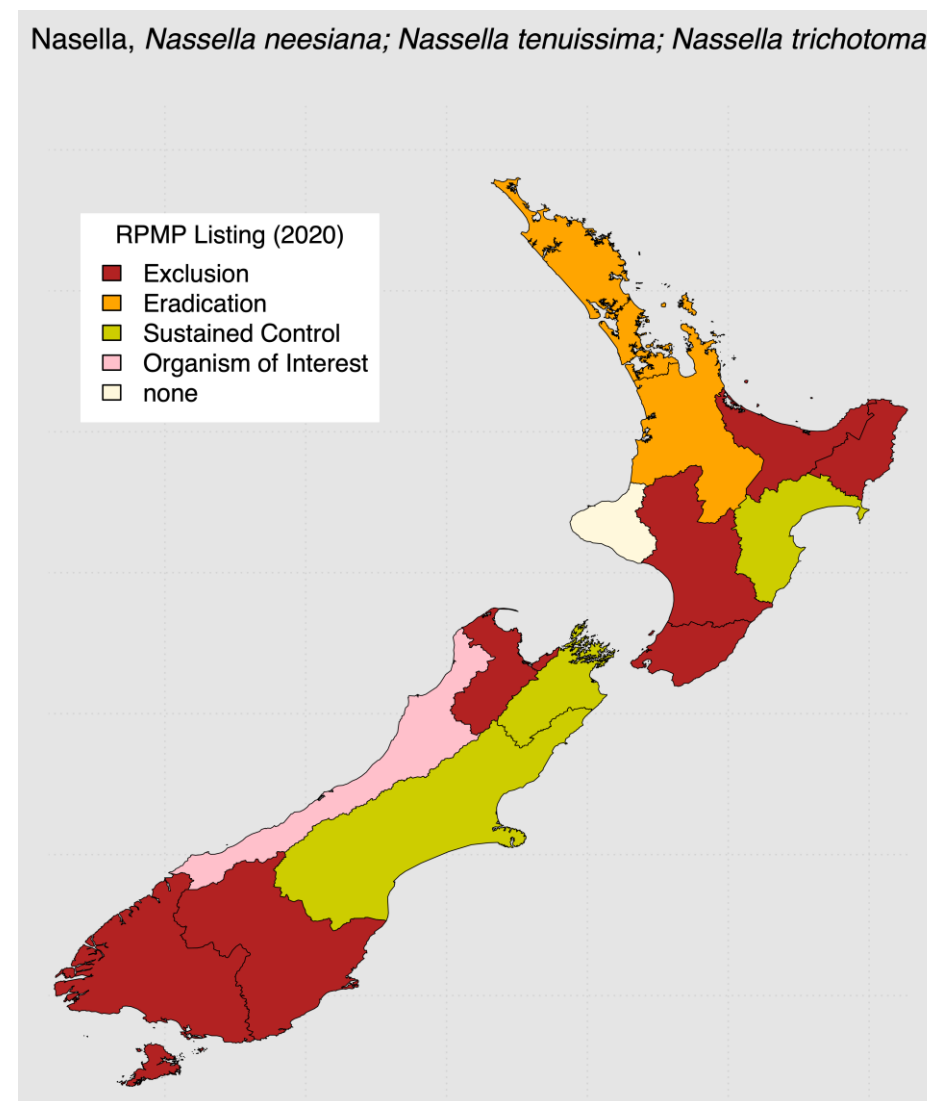 Nasella, Nassella neesiana; Nassella tenuissima; Nassella trichotoma
RPMP Listing (2020)
Exclusion
Eradication
Sustained Control
Organism of Interest
none